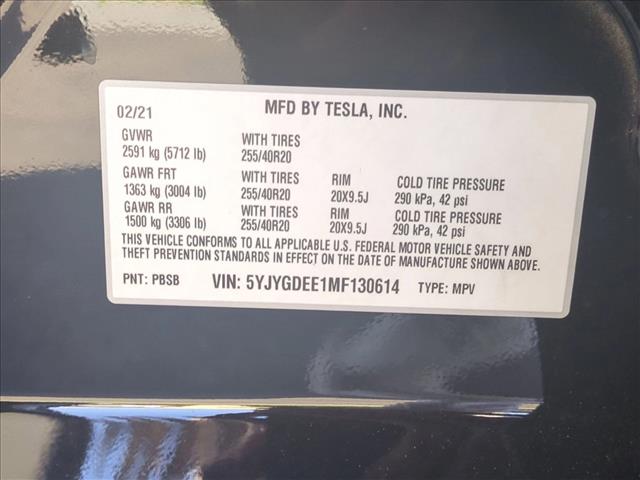 02/21 MFD BY TESLA, INC.
GVWR WITH TIRES
2591 kg (5712 lb) 255/40R20
GAWR FRT WITH TIRES RIM COLD TIRE PRESSURE
1363 kg (3004 lb) 255/40R20 20X9.5J 290 kPa, 42 psi
GAWR RR WITH TIRES RIM COLD TIRE PRESSURE
1500 kg (3306 lb) 255/40R20 20X9.5J 290 kPa, 42 psi
THIS VEHICLE CONFORMS TO ALL APPLICABLE U.S. FEDERAL MOTOR VEHICLE SAFETY AND
THEFT PREVENTION STANDARDS IN EFFECT ON THE DATE OF MANUFACTURE SHOWN ABOVE.
PNT: PBSB VIN: 5YJYGDEE1MF130614 TYPE: MPV